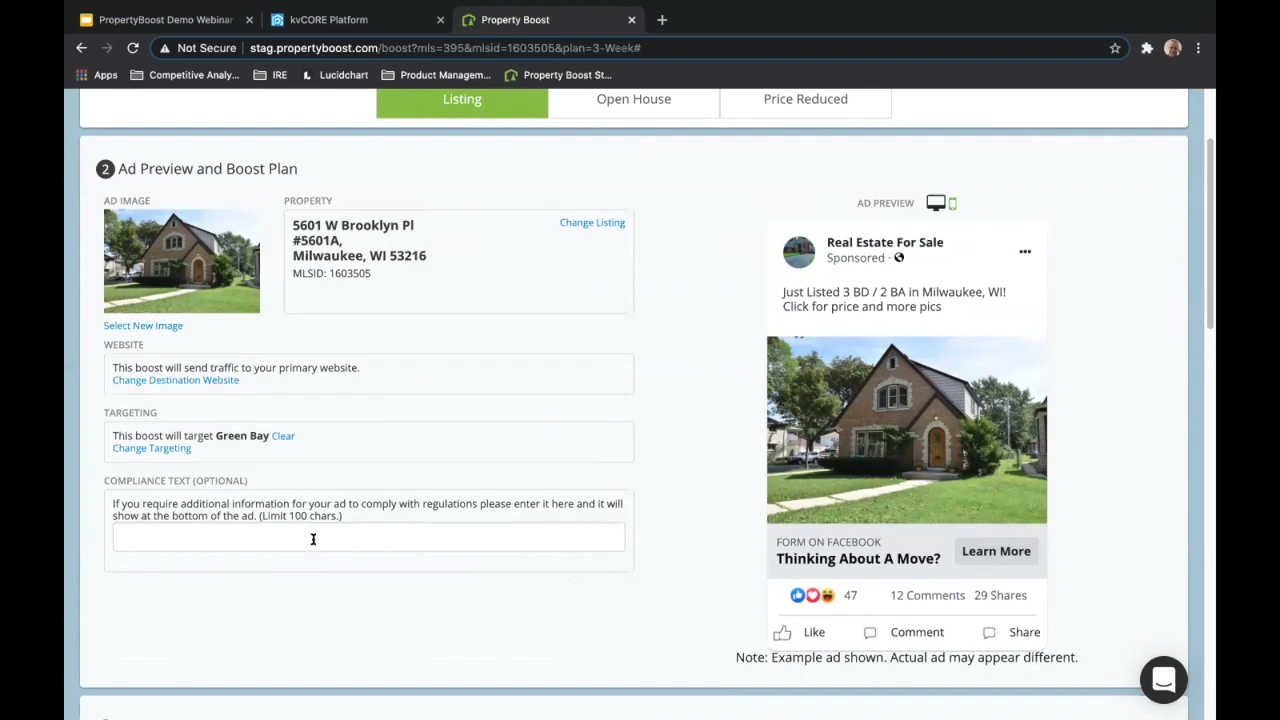 PropertyBoost Demo Webinar
kvCORE Platform
Property Boost
Not Secure
stag.propertyboost.com/boost?mls=395&mlsid=1603505&plan=3-Week#
Apps
Competitive Analy...
IRE
Lucidchart
Product Managem...
Property Boost St...
Listing
Open House
Price Reduced
2 Ad Preview and Boost Plan
AD IMAGE
PROPERTY
5601 W Brooklyn Pl
#5601A,
Milwaukee, WI 53216
MLSID: 1603505
Change Listing
Select New Image
WEBSITE
This boost will send traffic to your primary website.
Change Destination Website
TARGETING
This boost will target Green Bay Clear
Change Targeting
COMPLIANCE TEXT (OPTIONAL)
If you require additional information for your ad to comply with regulations please enter it here and it will
show at the bottom of the ad. (Limit 100 chars.)
AD PREVIEW
Real Estate For Sale
Sponsored ·
Just Listed 3 BD / 2 BA in Milwaukee, WI!
Click for price and more pics
FORM ON FACEBOOK
Thinking About A Move?
Learn More
47
12 Comments
29 Shares
Like
Comment
Share
Note: Example ad shown. Actual ad may appear different.